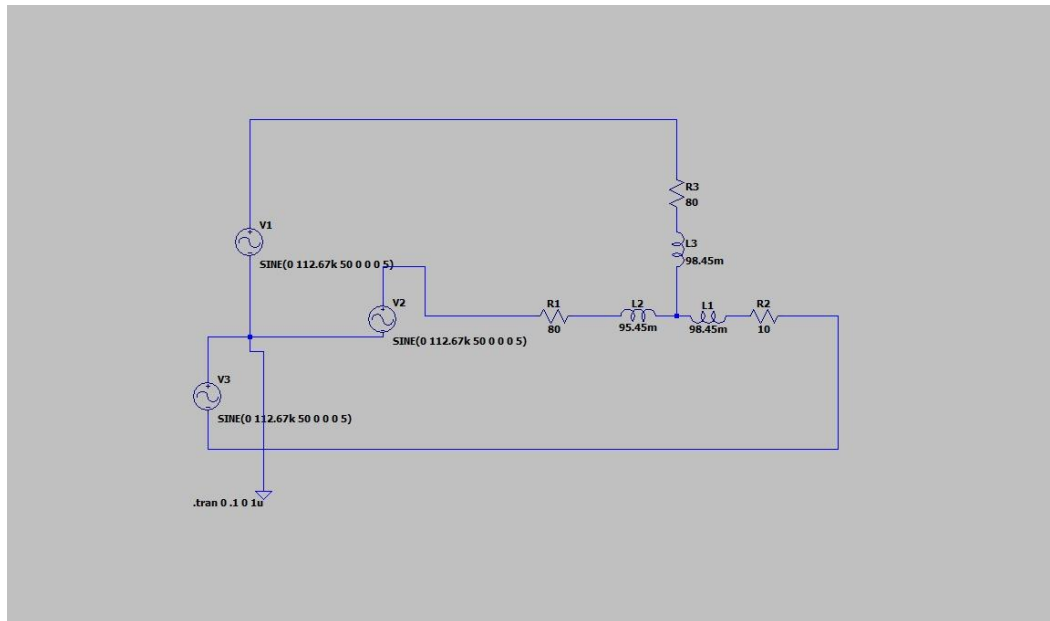 R3
80
V1
L3
SINE(0 112.67k 50 0 0 0 5)
98.45m
V2
R1
L2
L1
R2
80
95.45m
98.45m
10
SINE(0 112.67k 50 0 0 0 5)
V3
SINE(0 112.67k 50 0 0 0 5)
.tran 0 .1 0 1u